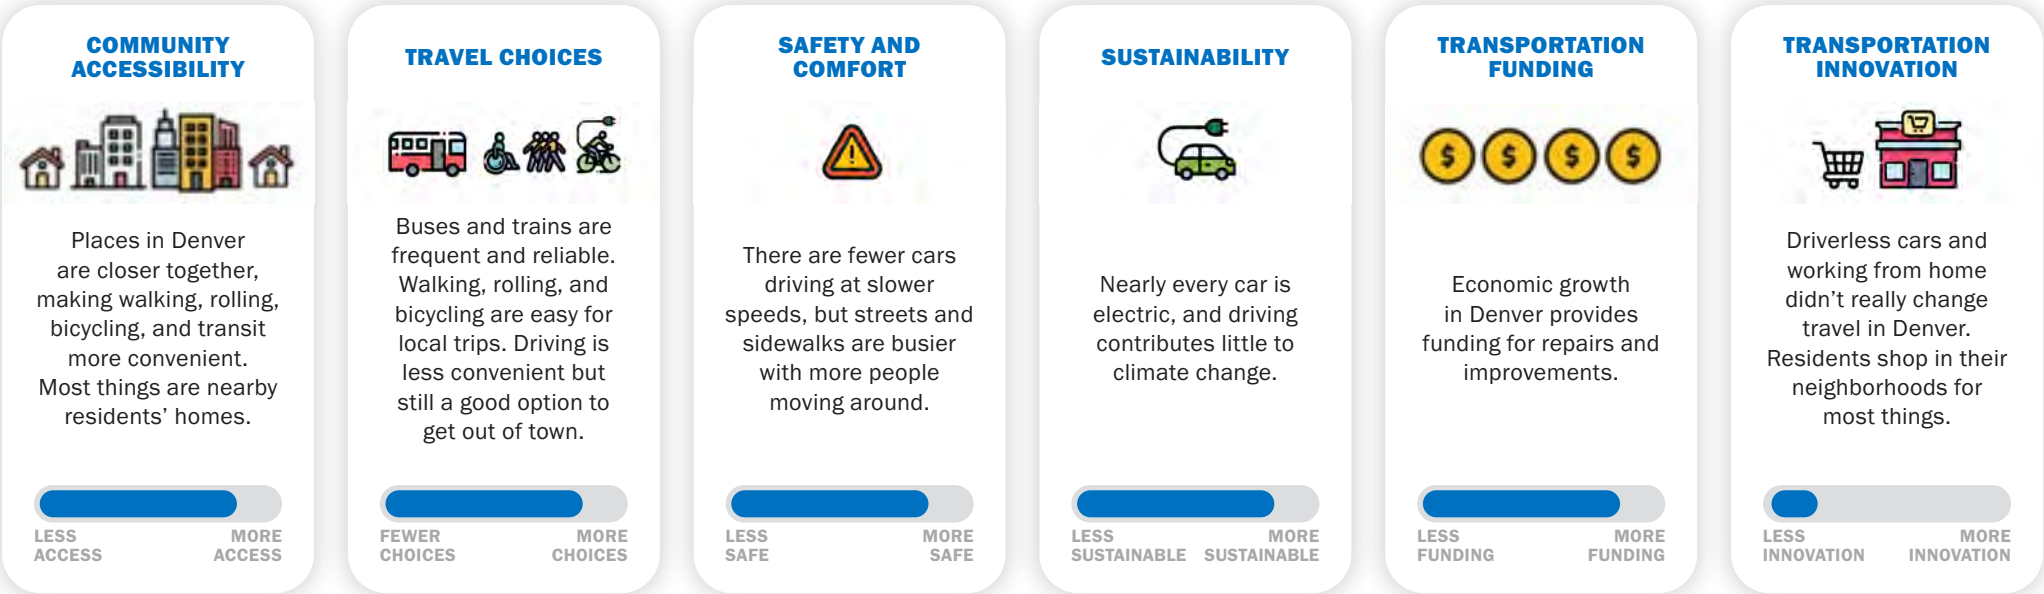 COMMUNITY
ACCESSIBILITY
Places in Denver
are closer together,
making walking, rolling,
bicycling, and transit
more convenient.
Most things are nearby
residents’ homes.
LESS
ACCESS
MORE
ACCESS
TRAVEL CHOICES
Buses and trains are
frequent and reliable.
Walking, rolling, and
bicycling are easy for
local trips. Driving is
less convenient but
still a good option to
get out of town.
FEWER
CHOICES
MORE
CHOICES
SAFETY AND
COMFORT
There are fewer cars
driving at slower
speeds, but streets and
sidewalks are busier
with more people
moving around.
LESS
SAFE
MORE
SAFE
SUSTAINABILITY
Nearly every car is
electric, and driving
contributes little to
climate change.
LESS
SUSTAINABLE
MORE
SUSTAINABLE
TRANSPORTATION
FUNDING
$ $ $ $
Economic growth
in Denver provides
funding for repairs and
improvements.
LESS
FUNDING
MORE
FUNDING
TRANSPORTATION
INNOVATION
Driverless cars and
working from home
didn’t really change
travel in Denver.
Residents shop in their
neighborhoods for
most things.
LESS
INNOVATION
MORE
INNOVATION